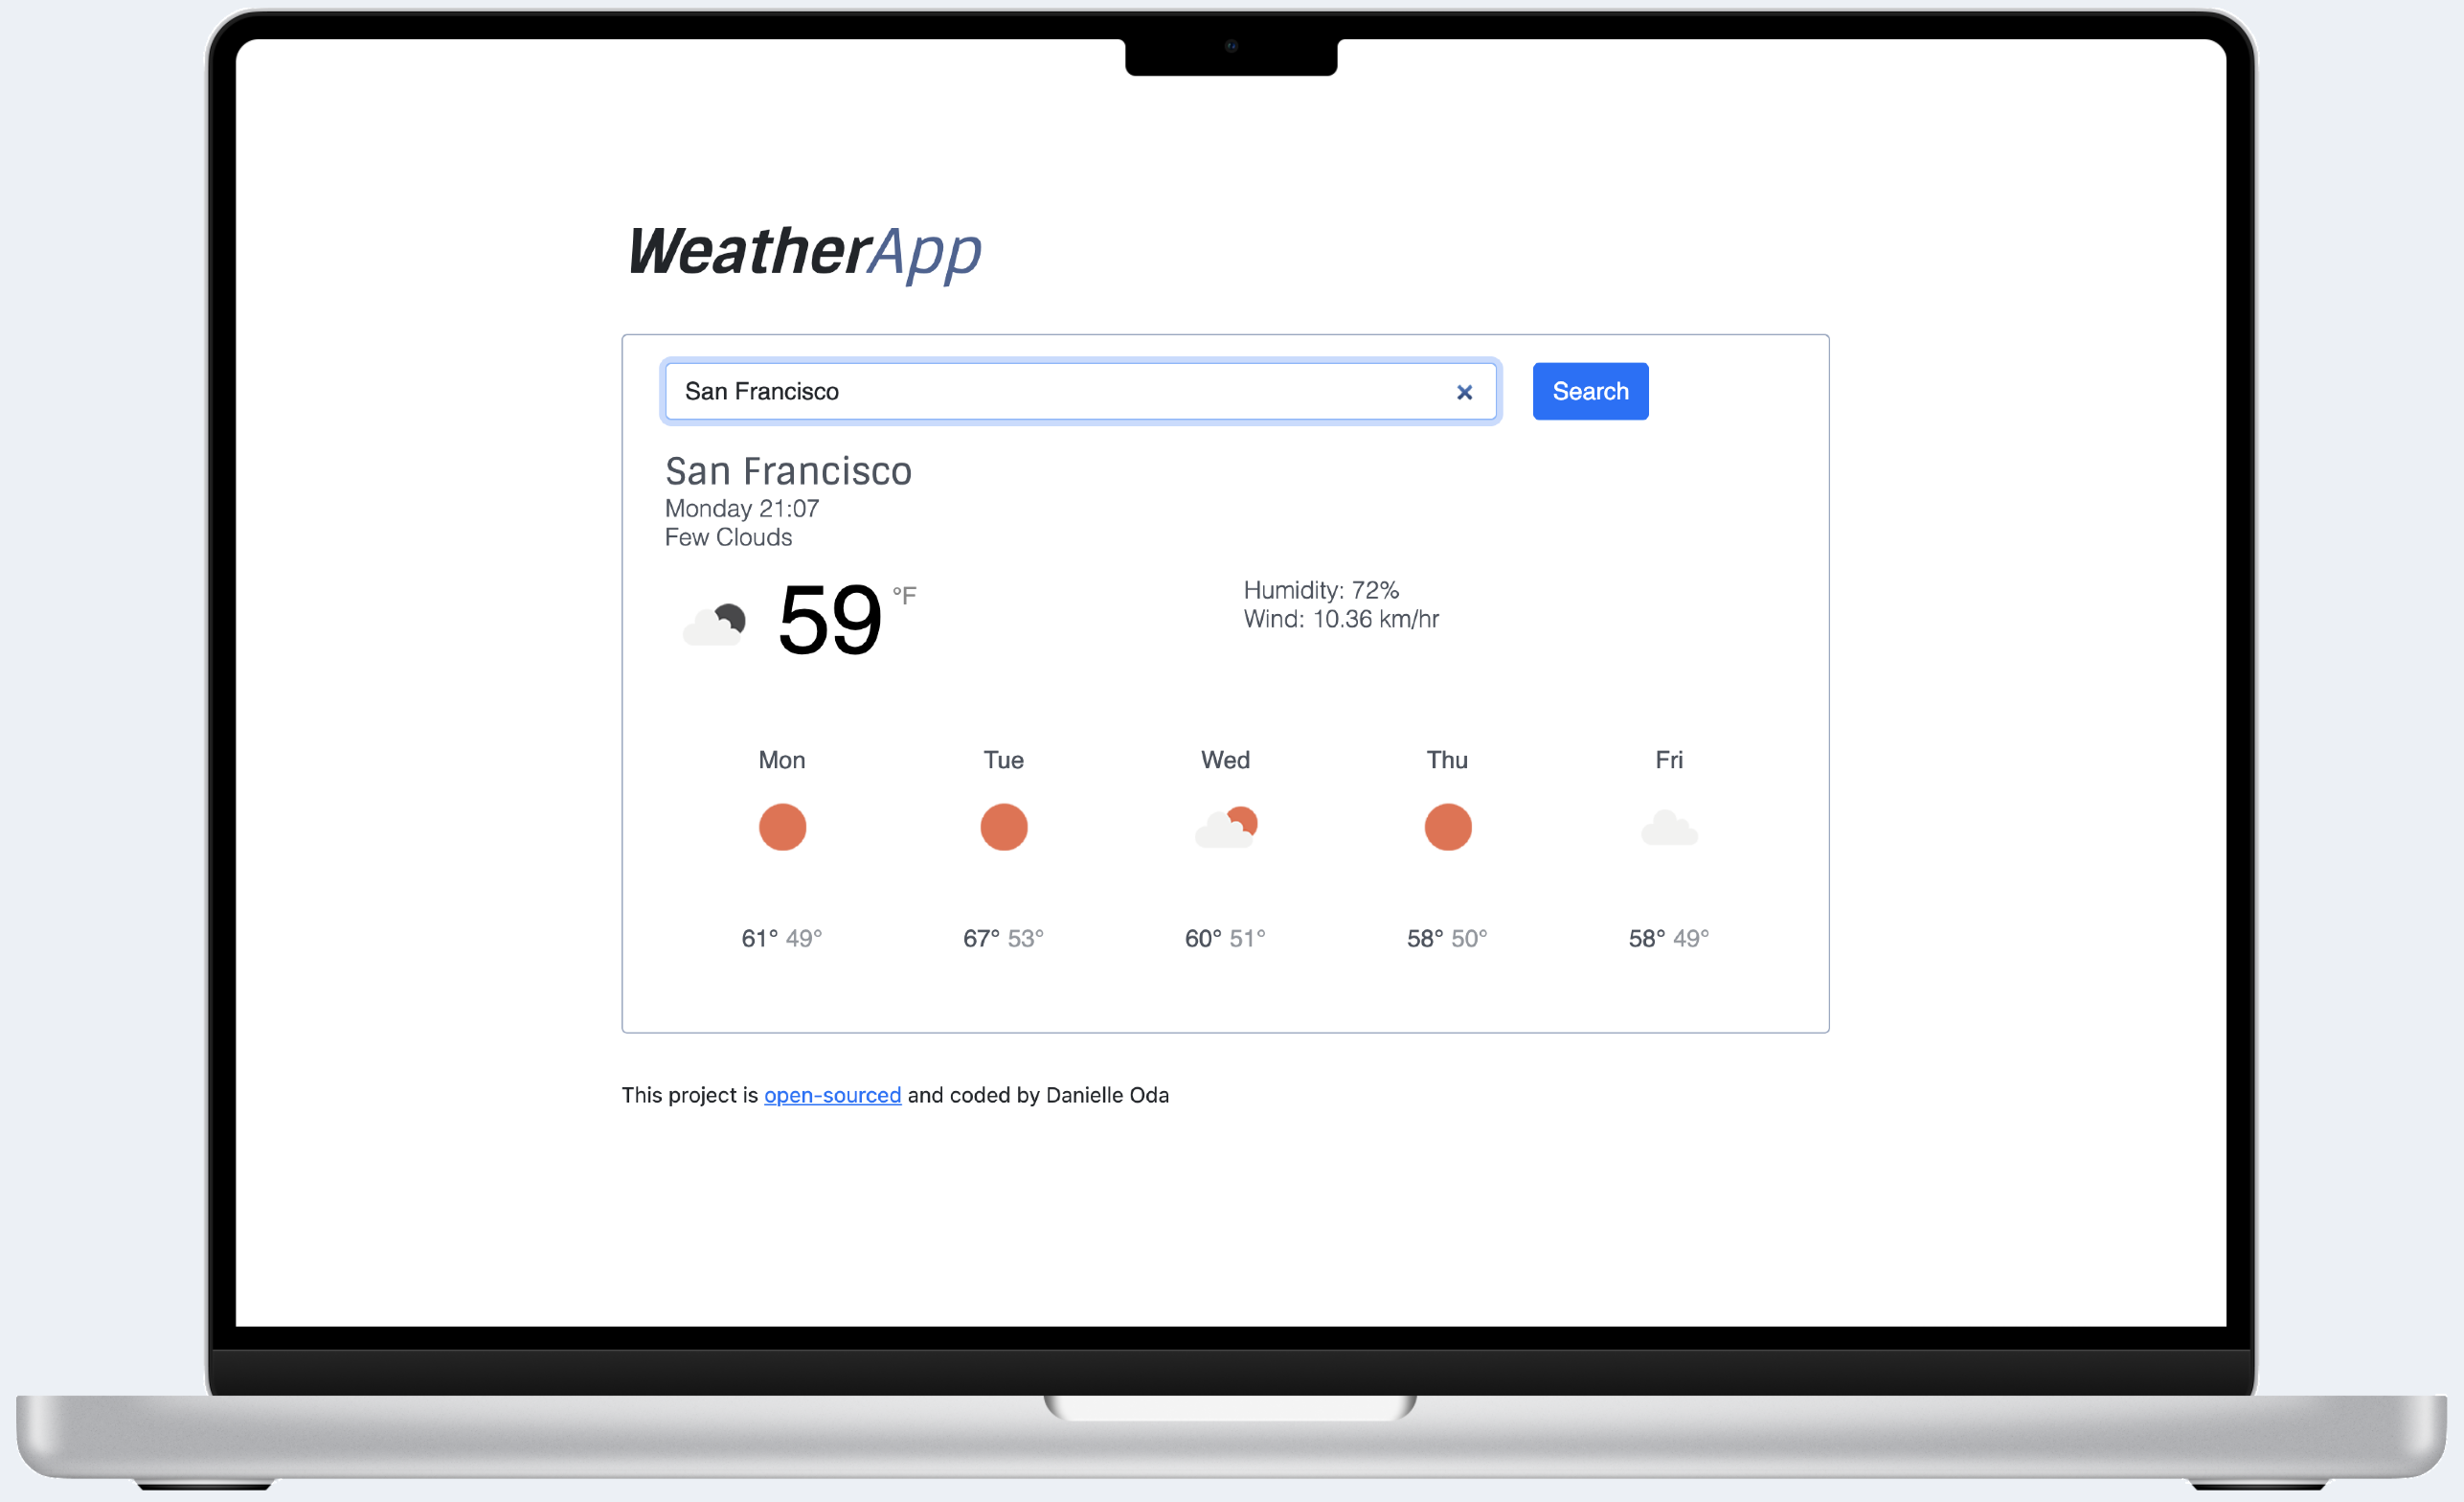 WeatherApp
San Francisco
Search
San Francisco
Monday 21:07
Few Clouds
59 °F
Humidity: 72%
Wind: 10.36 km/hr
Mon Tue Wed Thu Fri
61° 49° 67° 53° 60° 51° 58° 50° 58° 49°
This project is open-sourced and coded by Danielle Oda